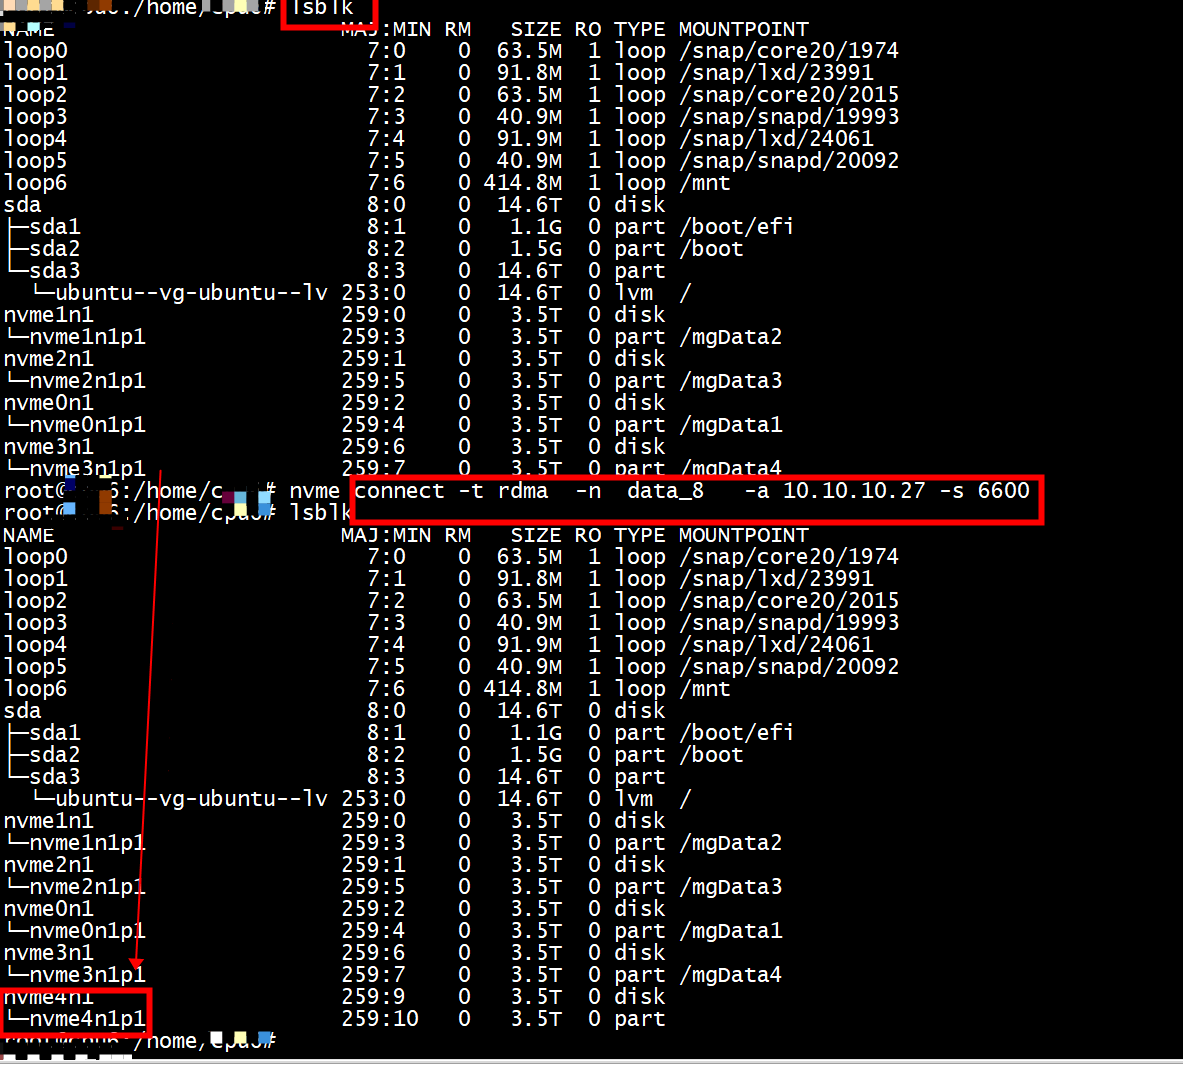 :/home/cpu6# lsblk
NAME MAJ:MIN RM SIZE RO TYPE MOUNTPOINT
loop0 7:0 0 63.5M 1 loop /snap/core20/1974
loop1 7:1 0 91.8M 1 loop /snap/lxd/23991
loop2 7:2 0 63.5M 1 loop /snap/core20/2015
loop3 7:3 0 40.9M 1 loop /snap/snapd/19993
loop4 7:4 0 91.9M 1 loop /snap/lxd/24061
loop5 7:5 0 40.9M 1 loop /snap/snapd/20092
loop6 7:6 0 414.8M 1 loop /mnt
sda 8:0 0 14.6T 0 disk
├─sda1 8:1 0 1.1G 0 part /boot/efi
├─sda2 8:2 0 1.5G 0 part /boot
└─sda3 8:3 0 14.6T 0 part
└─ubuntu--vg-ubuntu--lv 253:0 0 14.6T 0 lvm /
nvme1n1 259:0 0 3.5T 0 disk
└─nvme1n1p1 259:3 0 3.5T 0 part /mgData2
nvme2n1 259:1 0 3.5T 0 disk
└─nvme2n1p1 259:5 0 3.5T 0 part /mgData3
nvme0n1 259:2 0 3.5T 0 disk
└─nvme0n1p1 259:4 0 3.5T 0 part /mgData1
nvme3n1 259:6 0 3.5T 0 disk
└─nvme3n1p1 259:7 0 3.5T 0 part /mgData4
root@ 6:/home/c # nvme connect -t rdma -n data_8 -a 10.10.10.27 -s 6600
root@ :/home/cpu6# lsblk
NAME MAJ:MIN RM SIZE RO TYPE MOUNTPOINT
loop0 7:0 0 63.5M 1 loop /snap/core20/1974
loop1 7:1 0 91.8M 1 loop /snap/lxd/23991
loop2 7:2 0 63.5M 1 loop /snap/core20/2015
loop3 7:3 0 40.9M 1 loop /snap/snapd/19993
loop4 7:4 0 91.9M 1 loop /snap/lxd/24061
loop5 7:5 0 40.9M 1 loop /snap/snapd/20092
loop6 7:6 0 414.8M 1 loop /mnt
sda 8:0 0 14.6T 0 disk
├─sda1 8:1 0 1.1G 0 part /boot/efi
├─sda2 8:2 0 1.5G 0 part /boot
└─sda3 8:3 0 14.6T 0 part
└─ubuntu--vg-ubuntu--lv 253:0 0 14.6T 0 lvm /
nvme1n1 259:0 0 3.5T 0 disk
└─nvme1n1p1 259:3 0 3.5T 0 part /mgData2
nvme2n1 259:1 0 3.5T 0 disk
└─nvme2n1p1 259:5 0 3.5T 0 part /mgData3
nvme0n1 259:2 0 3.5T 0 disk
└─nvme0n1p1 259:4 0 3.5T 0 part /mgData1
nvme3n1 259:6 0 3.5T 0 disk
└─nvme3n1p1 259:7 0 3.5T 0 part /mgData4
nvme4n1 259:9 0 3.5T 0 disk
└─nvme4n1p1 259:10 0 3.5T 0 part
root@cpu6:/home/cpu6#